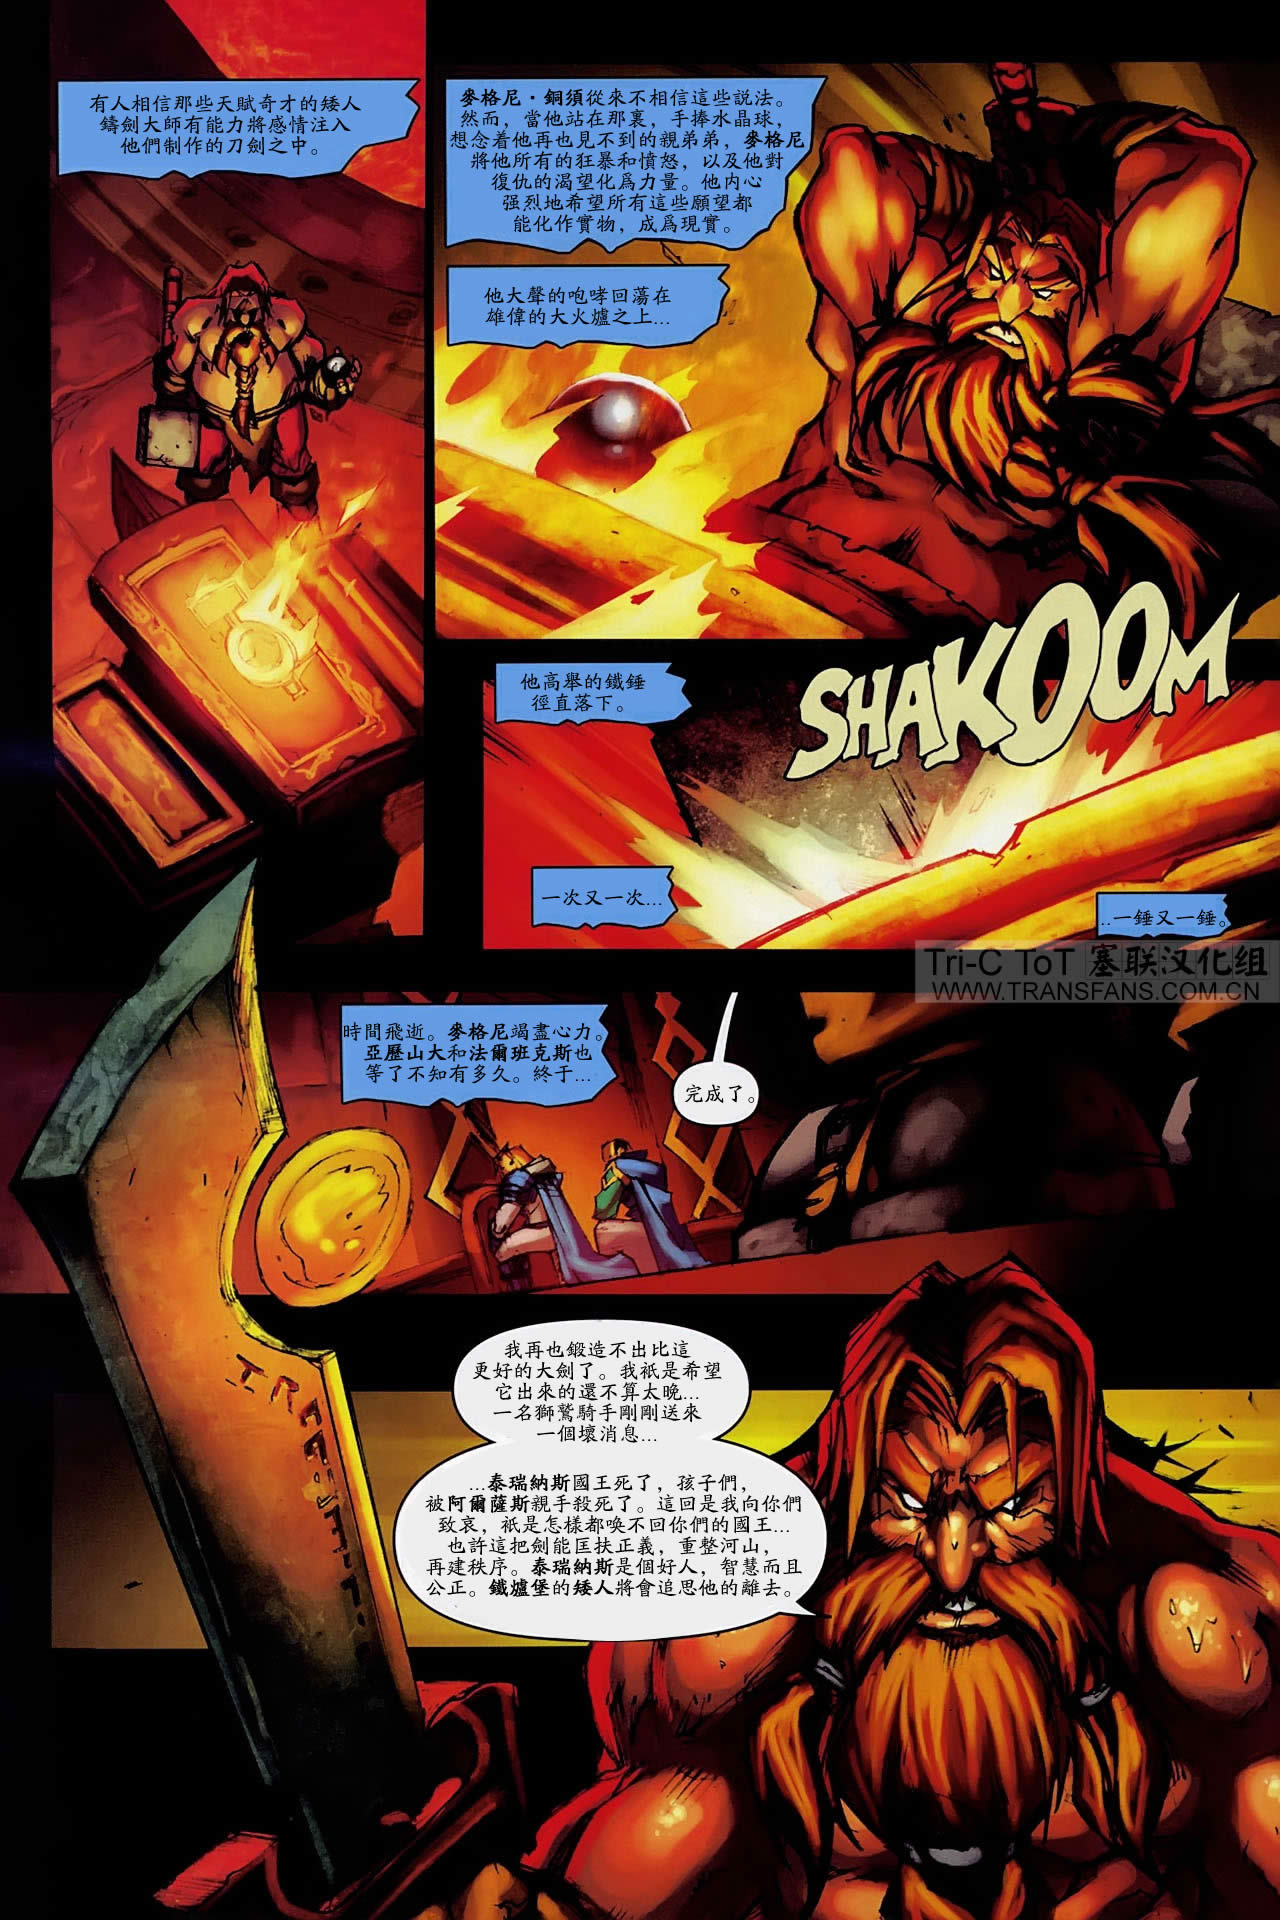 有人相信那些天賦奇才的矮人
鑄劍大師有能力將感情注入
他們制作的刀劍之中。
麥格尼·銅須從來不相信這些說法。
然而，當他站在那裏，手捧水晶球，
想念着他再也見不到的親弟弟，麥格尼
將他所有的狂暴和憤怒，以及他對
復仇的渴望化爲力量。他内心
强烈地希望所有這些願望都
能化作實物，成爲現實。
他大聲的咆哮回蕩在
雄偉的大火爐之上...
他高舉的鐵錘
徑直落下。
SHAKOOM
一次又一次...
..一錘又一錘。
Tri-C ToT 塞联汉化组
WWW.TRANSFANS.COM.CN
時間飛逝。麥格尼竭盡心力。
亞歷山大和法爾班克斯也
等了不知有多久。終于...
完成了。
我再也鍛造不出比這
更好的大劍了。我衹是希望
它出來的還不算太晚...
一名獅鷲騎手剛剛送來
一個壞消息...
...泰瑞納斯國王死了，孩子們，
被阿爾薩斯親手殺死了。這回是我向你們
致哀，衹是怎樣都喚不回你們的國王...
也許這把劍能匡扶正義，重整河山，
再建秩序。泰瑞納斯是個好人，智慧而且
公正。鐵爐堡的矮人將會追思他的離去。